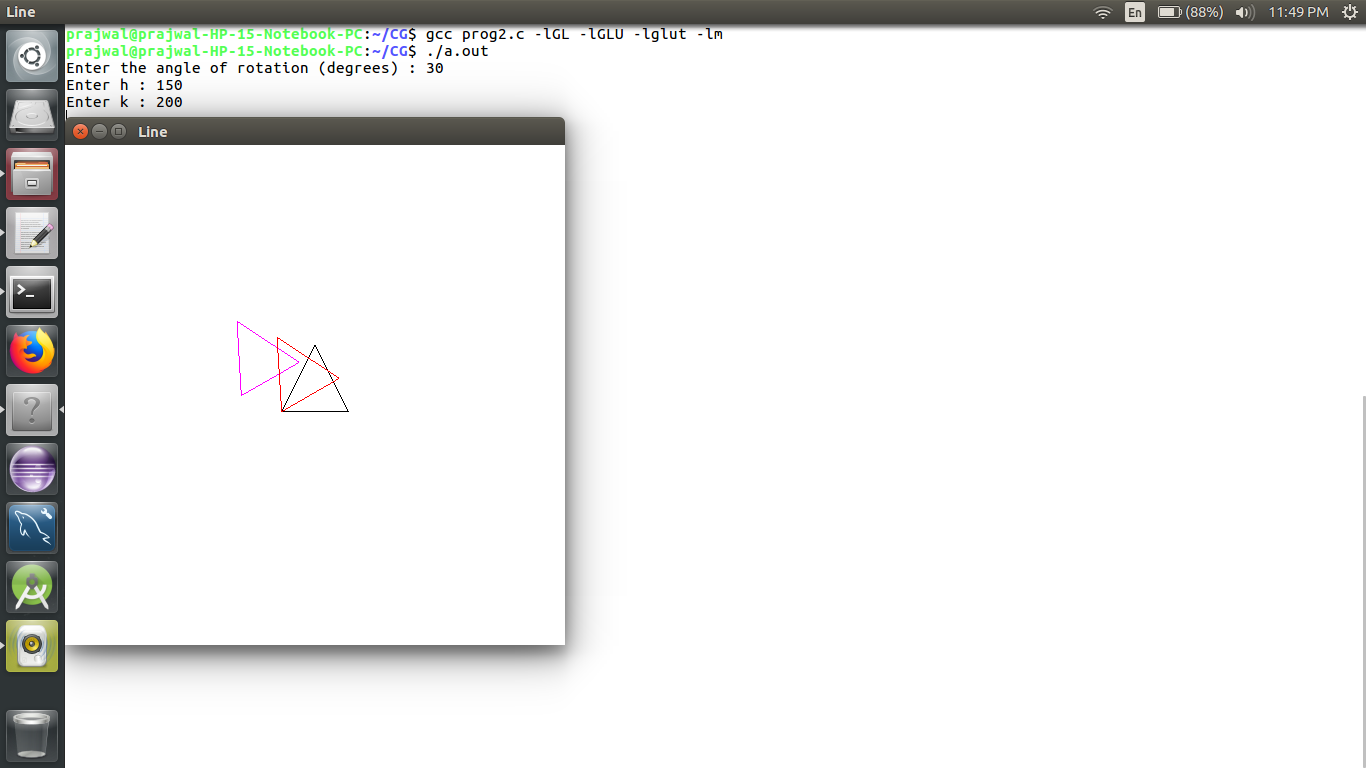 Line
En
(88%)
11:49 PM
prajwal@prajwal-HP-15-Notebook-PC:~/CG$ gcc prog2.c -lGL -lGLU -lglut -lm
prajwal@prajwal-HP-15-Notebook-PC:~/CG$ ./a.out
Enter the angle of rotation (degrees) : 30
Enter h : 150
Enter k : 200
Line